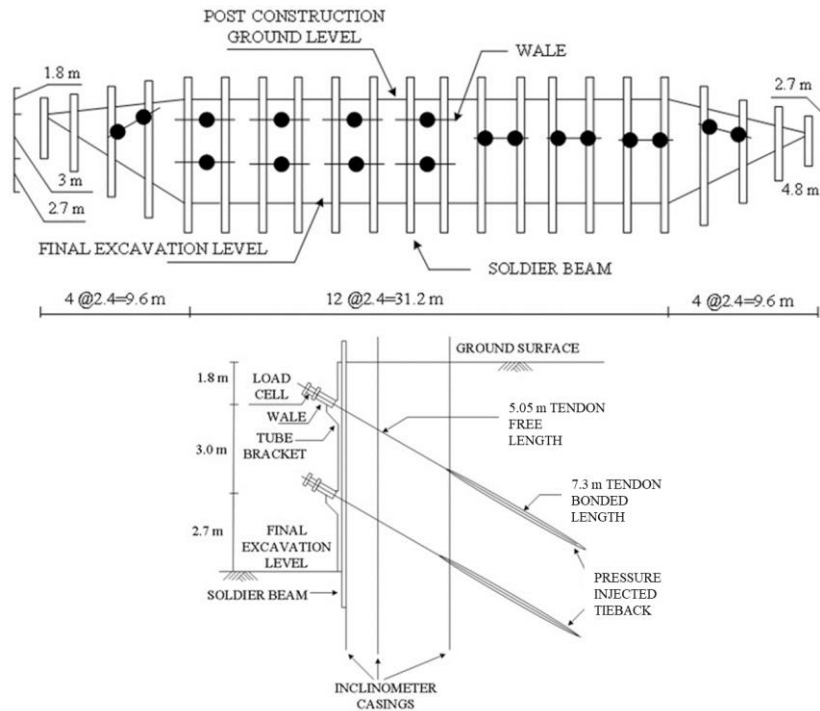 POST CONSTRUCTION
GROUND LEVEL
WALE
1.8 m
2.7 m
3 m
2.7 m
4.8 m
FINAL EXCAVATION LEVEL
SOLDIER BEAM
4 @2.4=9.6 m
12 @2.4=31.2 m
4 @2.4=9.6 m
GROUND SURFACE
1.8 m
LOAD
CELL
WALE
TUBE
BRACKET
3.0 m
5.05 m TENDON
FREE
LENGTH
7.3 m TENDON
BONDED
LENGTH
2.7 m
FINAL
EXCAVATION
LEVEL
SOLDIER BEAM
PRESSURE
INJECTED
TIEBACK
INCLINOMETER
CASINGS